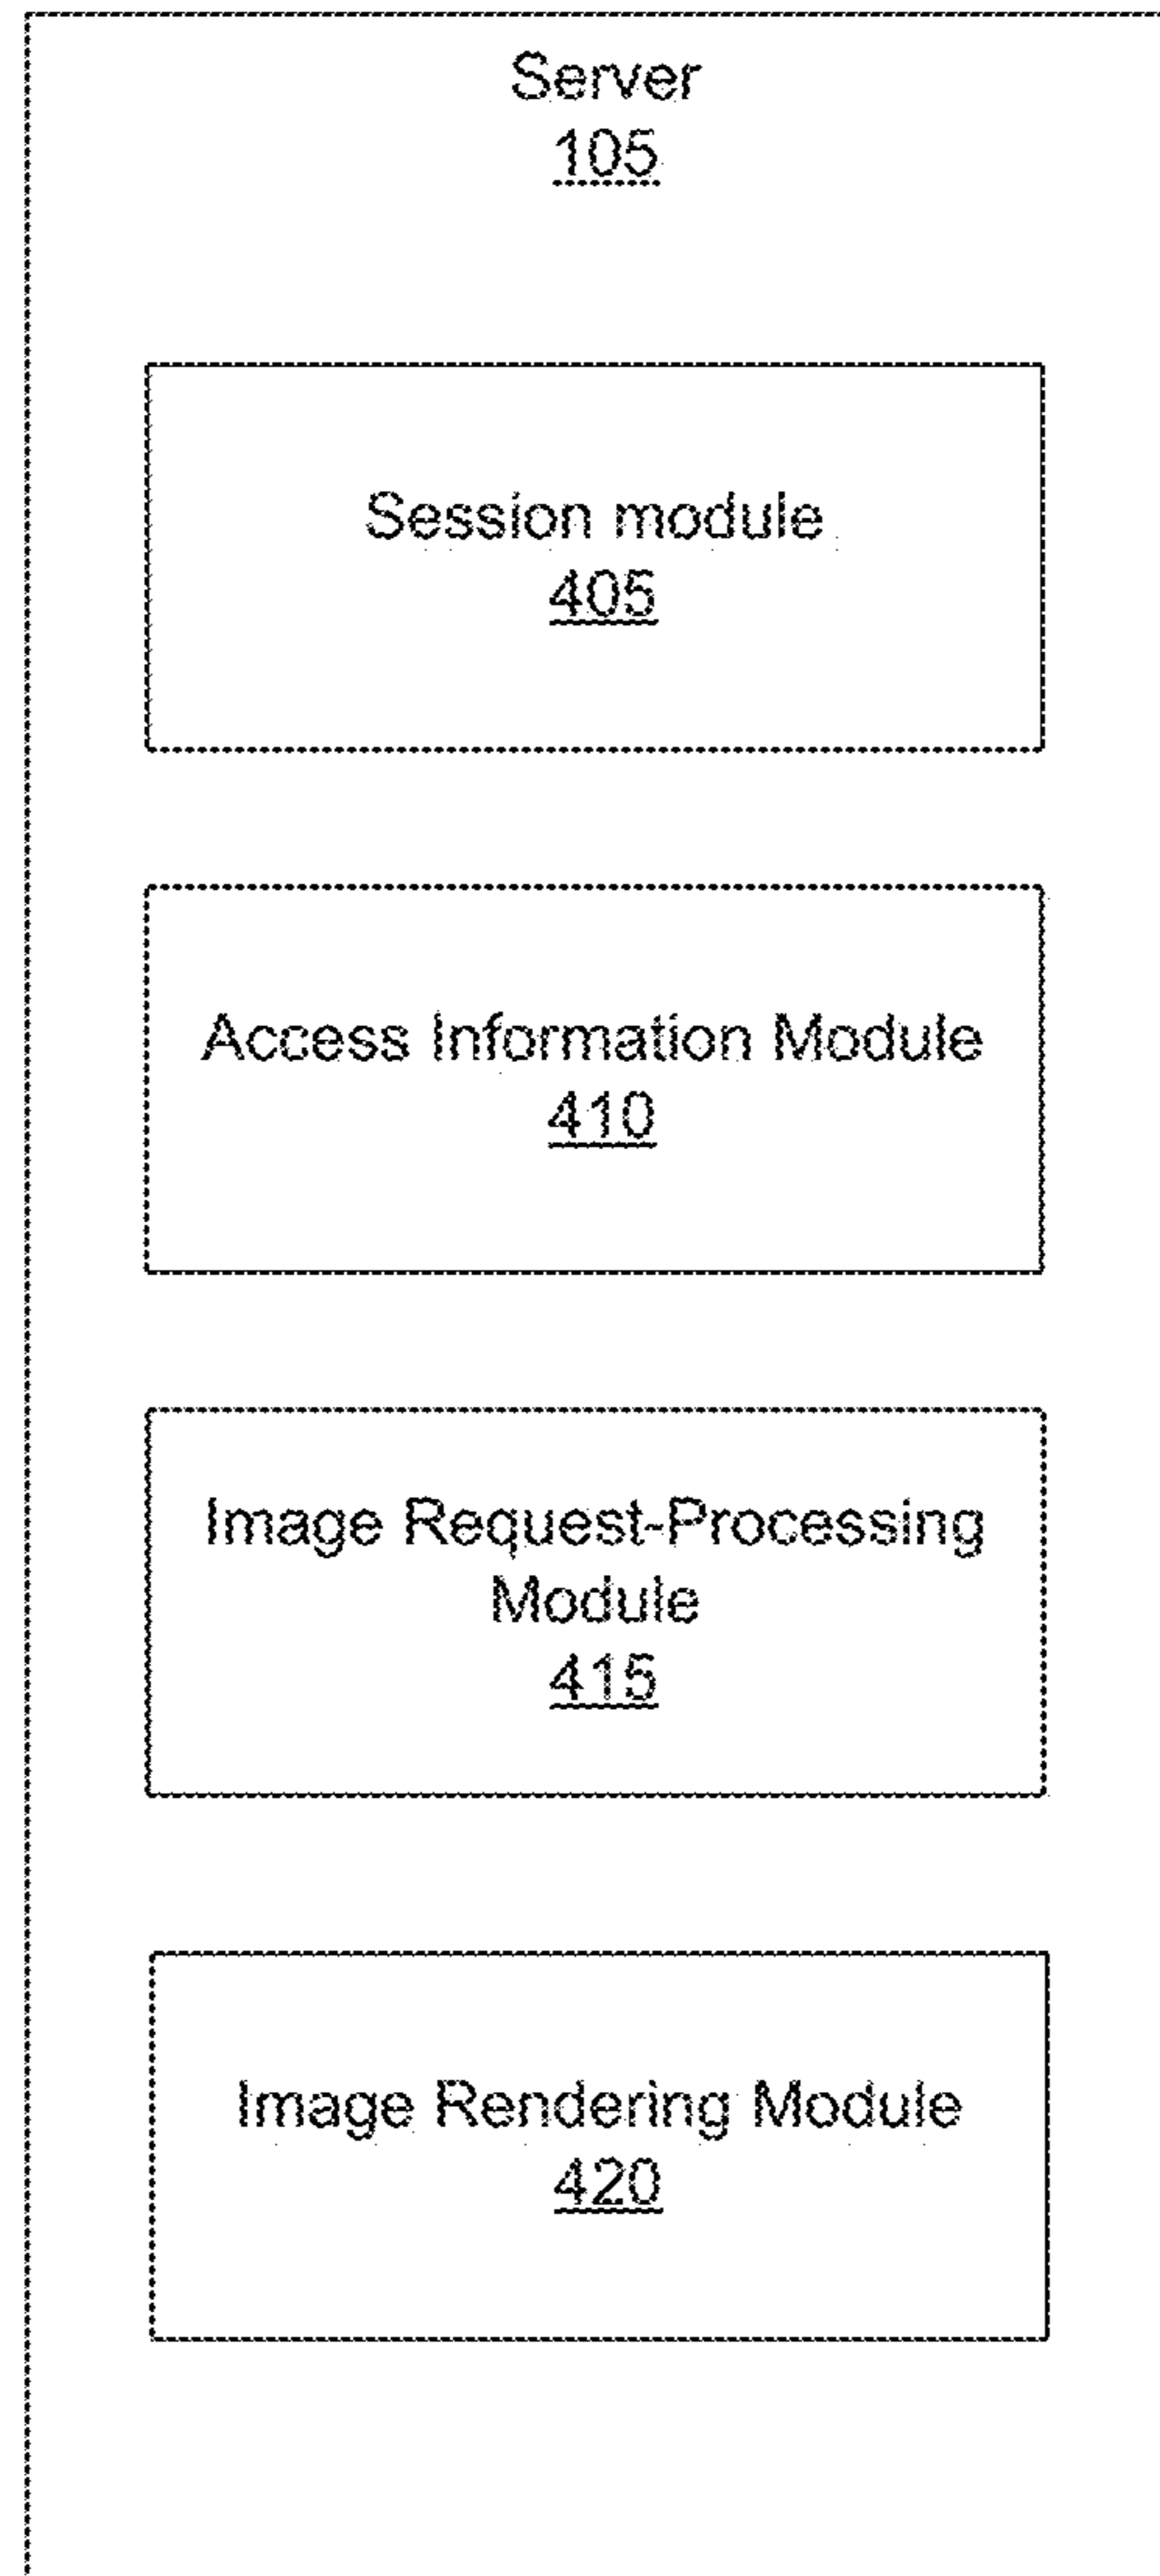 Server
105
Session module
405
Access Information Module
410
Image Request-Processing
Module
415
Image Rendering Module
420